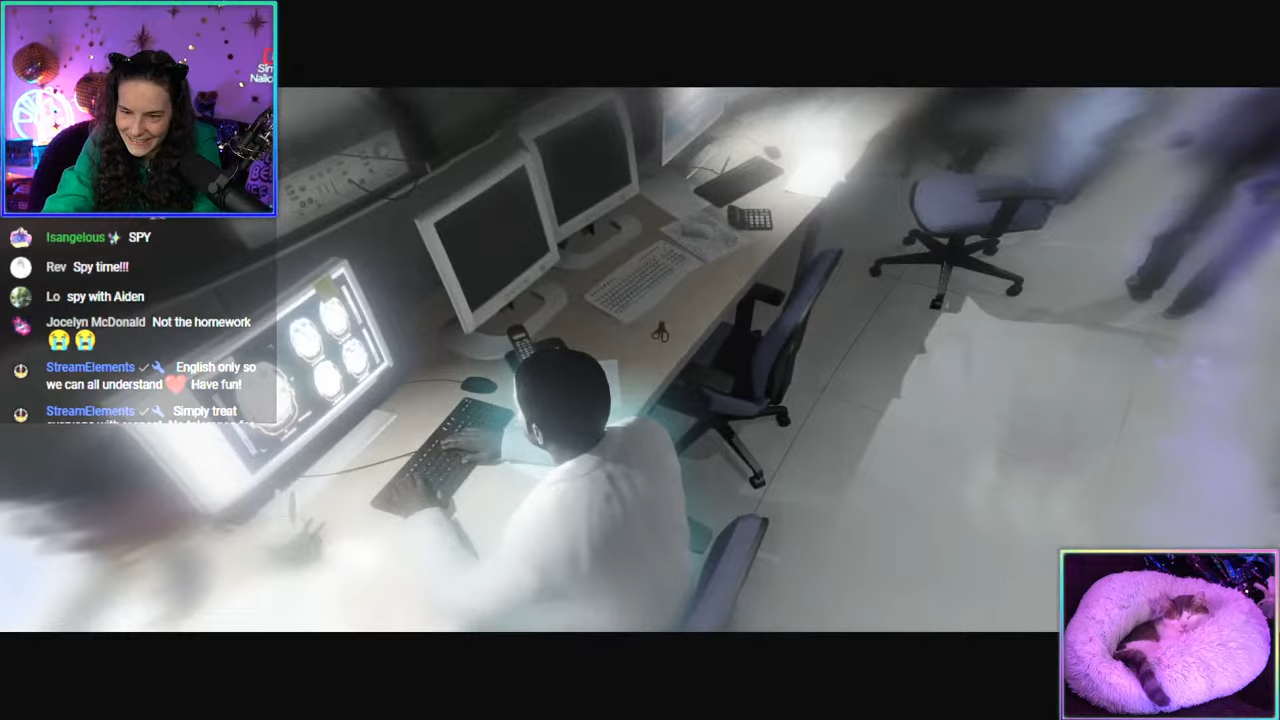 Isangelous SPY
Rev Spy time!!!
Lo spy with Aiden
Jocelyn McDonald Not the homework
😭 😭
StreamElements English only so
we can all understand ❤️ Have fun!
StreamElements Simply treat